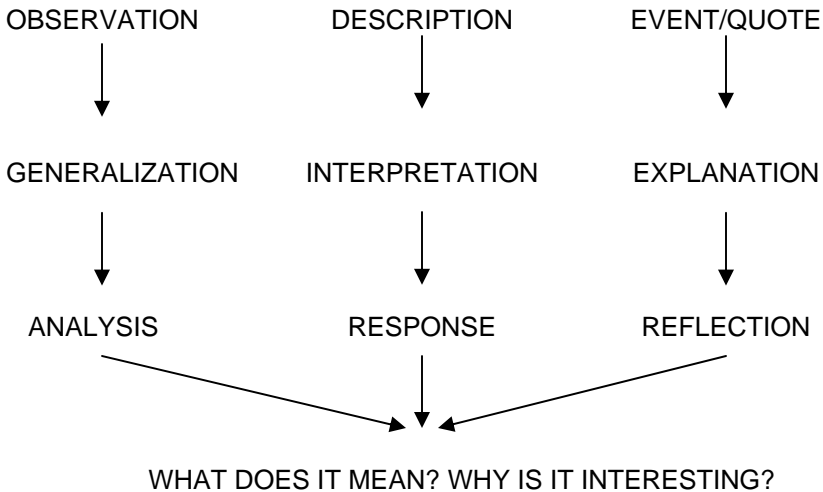 OBSERVATION DESCRIPTION EVENT/QUOTE
GENERALIZATION INTERPRETATION EXPLANATION
ANALYSIS RESPONSE REFLECTION
WHAT DOES IT MEAN? WHY IS IT INTERESTING?